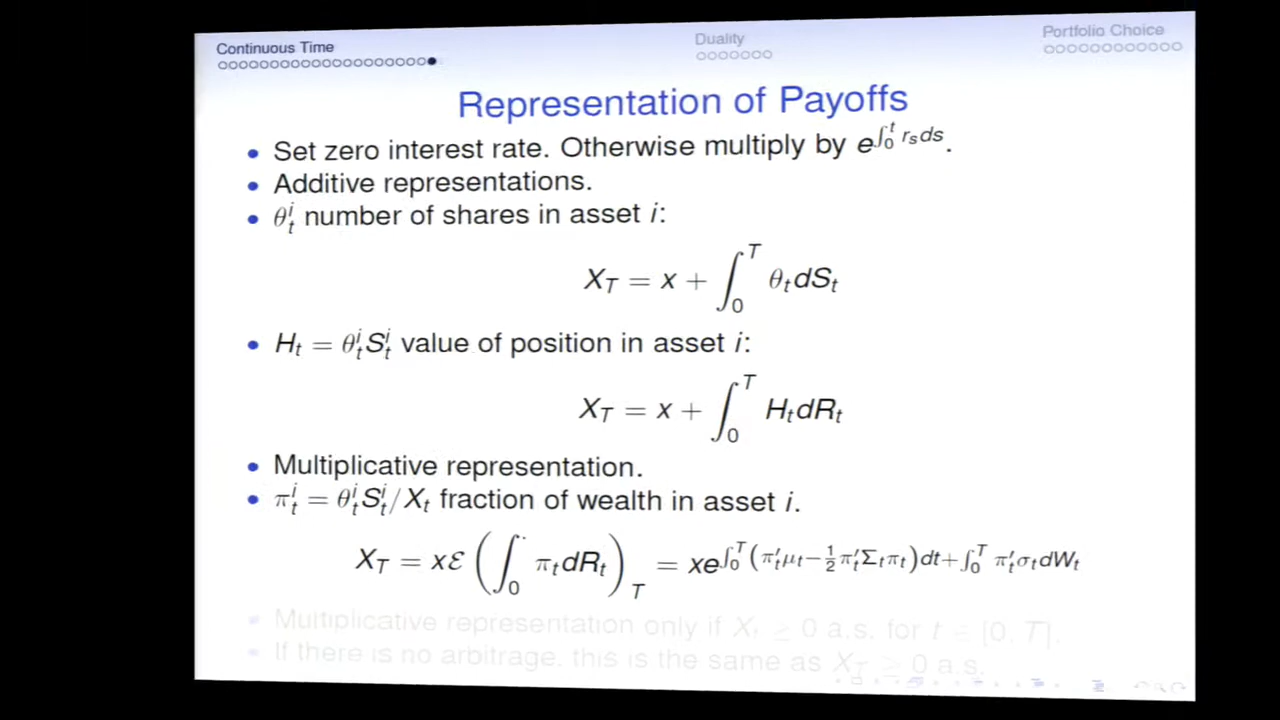 Continuous Time Duality Portfolio Choice
Representation of Payoffs
• Set zero interest rate. Otherwise multiply by e^{∫_0^t r_s ds}.
• Additive representations.
• θ_t^i number of shares in asset i:
X_T = x + ∫_0^T θ_t dS_t
• H_t = θ_t^i S_t^i value of position in asset i:
X_T = x + ∫_0^T H_t dR_t
• Multiplicative representation.
• π_t^i = θ_t^i S_t^i / X_t fraction of wealth in asset i.
X_T = xℰ(∫_0^· π_t dR_t)_T = xe^{∫_0^T (π_t′μ_t − ½π_t′Σ_tπ_t)dt + ∫_0^T π_t′σ_t dW_t}
• Multiplicative representation only if X_t ≥ 0 a.s. for t = [0, T].
• If there is no arbitrage, this is the same as X_T ≥ 0 a.s.